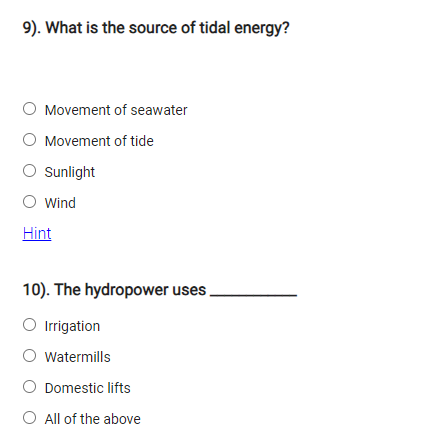 9). What is the source of tidal energy?
Movement of seawater
Movement of tide
Sunlight
Wind
Hint
10). The hydropower uses __________
Irrigation
Watermills
Domestic lifts
All of the above